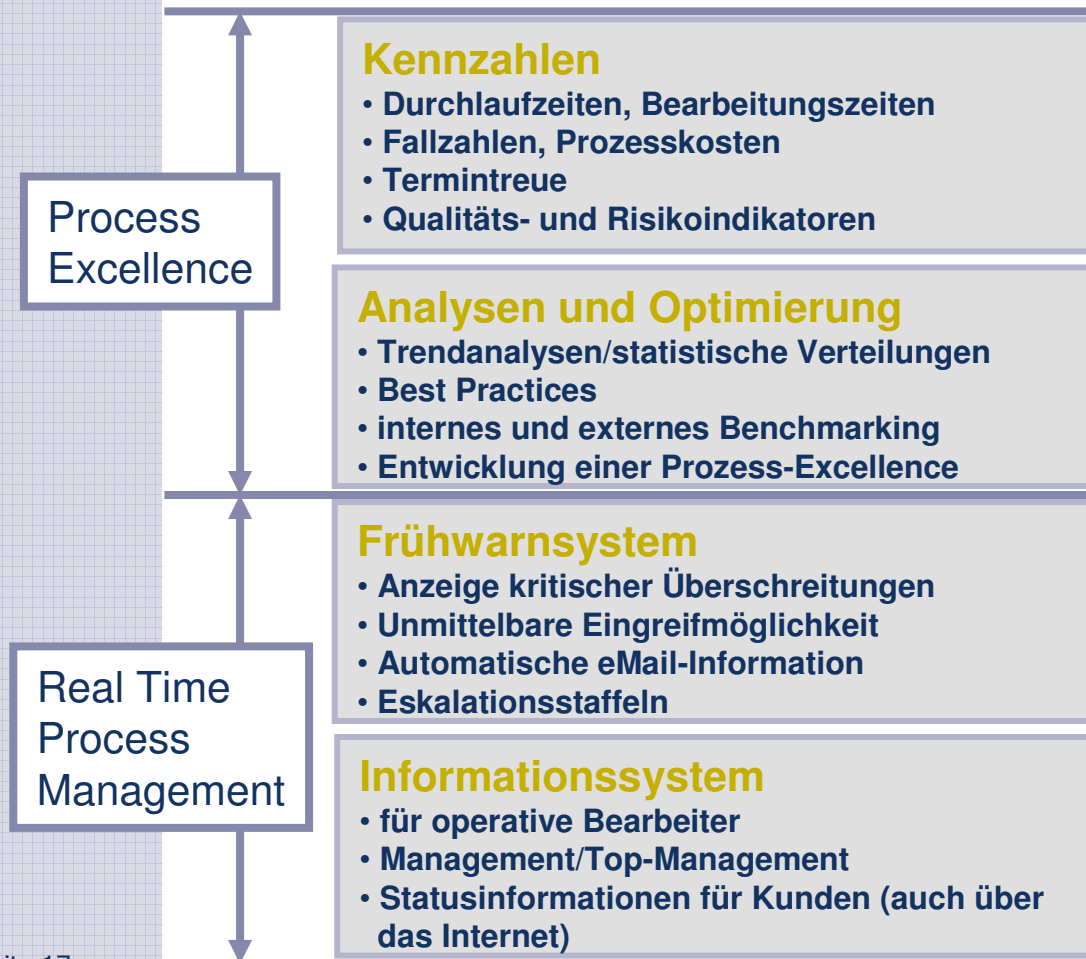 Process
Excellence
Kennzahlen
• Durchlaufzeiten, Bearbeitungszeiten
• Fallzahlen, Prozesskosten
• Termintreue
• Qualitäts- und Risikoindikatoren
Analysen und Optimierung
• Trendanalysen/statistische Verteilungen
• Best Practices
• internes und externes Benchmarking
• Entwicklung einer Prozess-Excellence
Real Time
Process
Management
Frühwarnsystem
• Anzeige kritischer Überschreitungen
• Unmittelbare Eingreifmöglichkeit
• Automatische eMail-Information
• Eskalationsstaffeln
Informationssystem
• für operative Bearbeiter
• Management/Top-Management
• Statusinformationen für Kunden (auch über
das Internet)